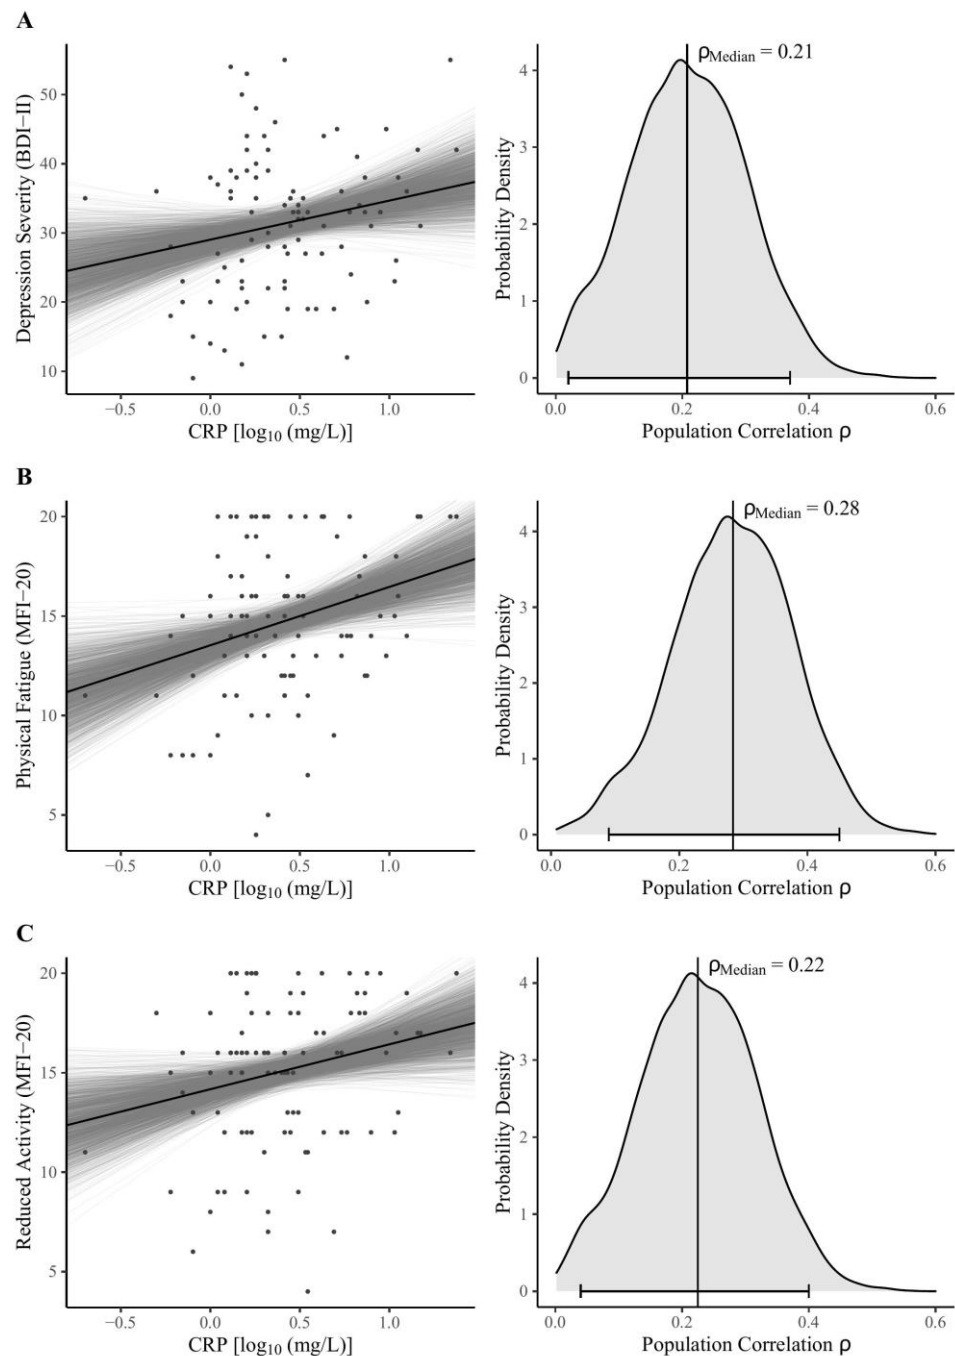 A
Depression Severity (BDI−II)
50
40
30
20
10
−0.5 0.0 0.5 1.0
CRP [log10 (mg/L)]
ρMedian = 0.21
Probability Density
4
3
2
1
0
0.0 0.2 0.4 0.6
Population Correlation ρ
B
Physical Fatigue (MFI−20)
20
15
10
5
−0.5 0.0 0.5 1.0
CRP [log10 (mg/L)]
ρMedian = 0.28
Probability Density
4
3
2
1
0
0.0 0.2 0.4 0.6
Population Correlation ρ
C
Reduced Activity (MFI−20)
20
15
10
5
−0.5 0.0 0.5 1.0
CRP [log10 (mg/L)]
ρMedian = 0.22
Probability Density
4
3
2
1
0
0.0 0.2 0.4 0.6
Population Correlation ρ